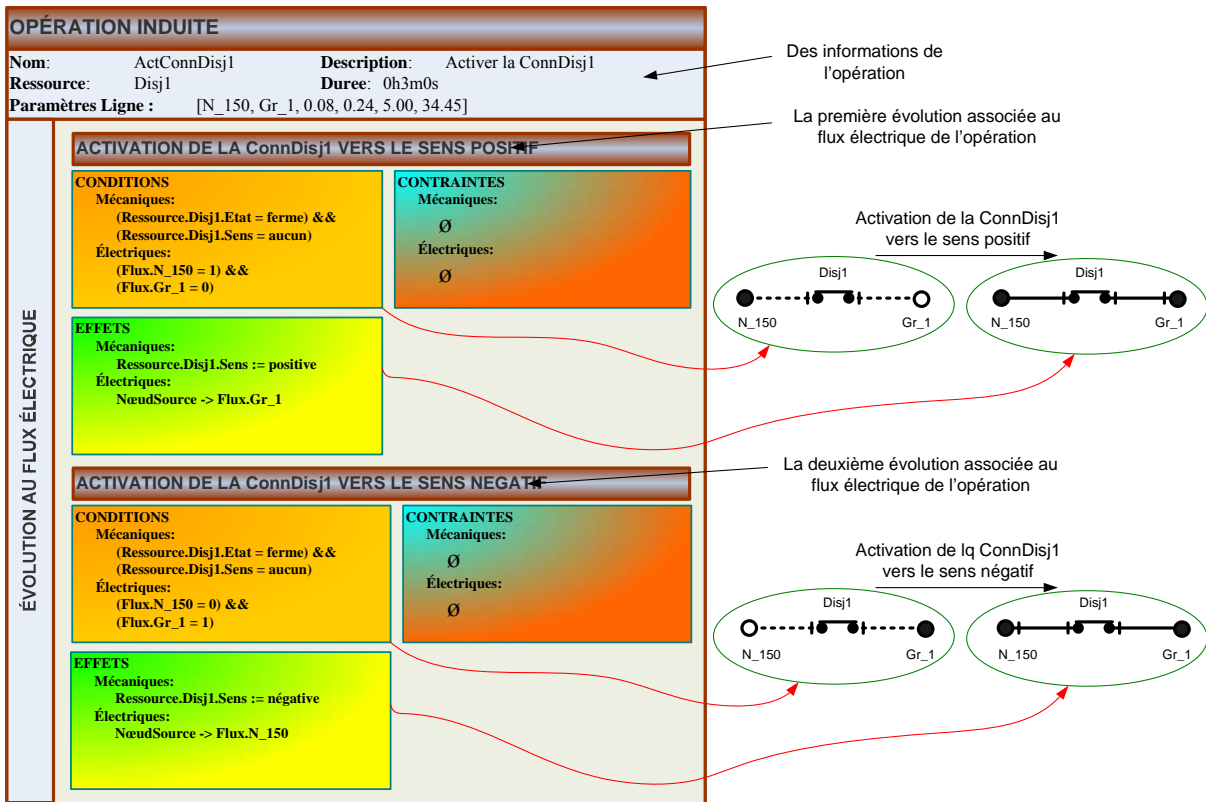 OPÉRATION INDUITE
Nom: ActConnDisj1 Description: Activer la ConnDisj1
Ressource: Disj1 Duree: 0h3m0s
Paramètres Ligne : [N_150, Gr_1, 0.08, 0.24, 5.00, 34.45]
Des informations de
l'opération
ÉVOLUTION AU FLUX ÉLECTRIQUE
La première évolution associée au
flux électrique de l'opération
ACTIVATION DE LA ConnDisj1 VERS LE SENS POSITIF
CONDITIONS
Mécaniques:
(Ressource.Disj1.Etat = ferme) &&
(Ressource.Disj1.Sens = aucun)
Électriques:
(Flux.N_150 = 1) &&
(Flux.Gr_1 = 0)
CONTRAINTES
Mécaniques:
Ø
Électriques:
Ø
EFFETS
Mécaniques:
Ressource.Disj1.Sens := positive
Électriques:
NœudSource -> Flux.Gr_1
Activation de la ConnDisj1
vers le sens positif
Disj1
N_150 Gr_1
Disj1
N_150 Gr_1
La deuxième évolution associée au
flux électrique de l'opération
ACTIVATION DE LA ConnDisj1 VERS LE SENS NEGATIF
CONDITIONS
Mécaniques:
(Ressource.Disj1.Etat = ferme) &&
(Ressource.Disj1.Sens = aucun)
Électriques:
(Flux.N_150 = 0) &&
(Flux.Gr_1 = 1)
CONTRAINTES
Mécaniques:
Ø
Électriques:
Ø
EFFETS
Mécaniques:
Ressource.Disj1.Sens := négative
Électriques:
NœudSource -> Flux.N_150
Activation de lq ConnDisj1
vers le sens négatif
Disj1
N_150 Gr_1
Disj1
N_150 Gr_1